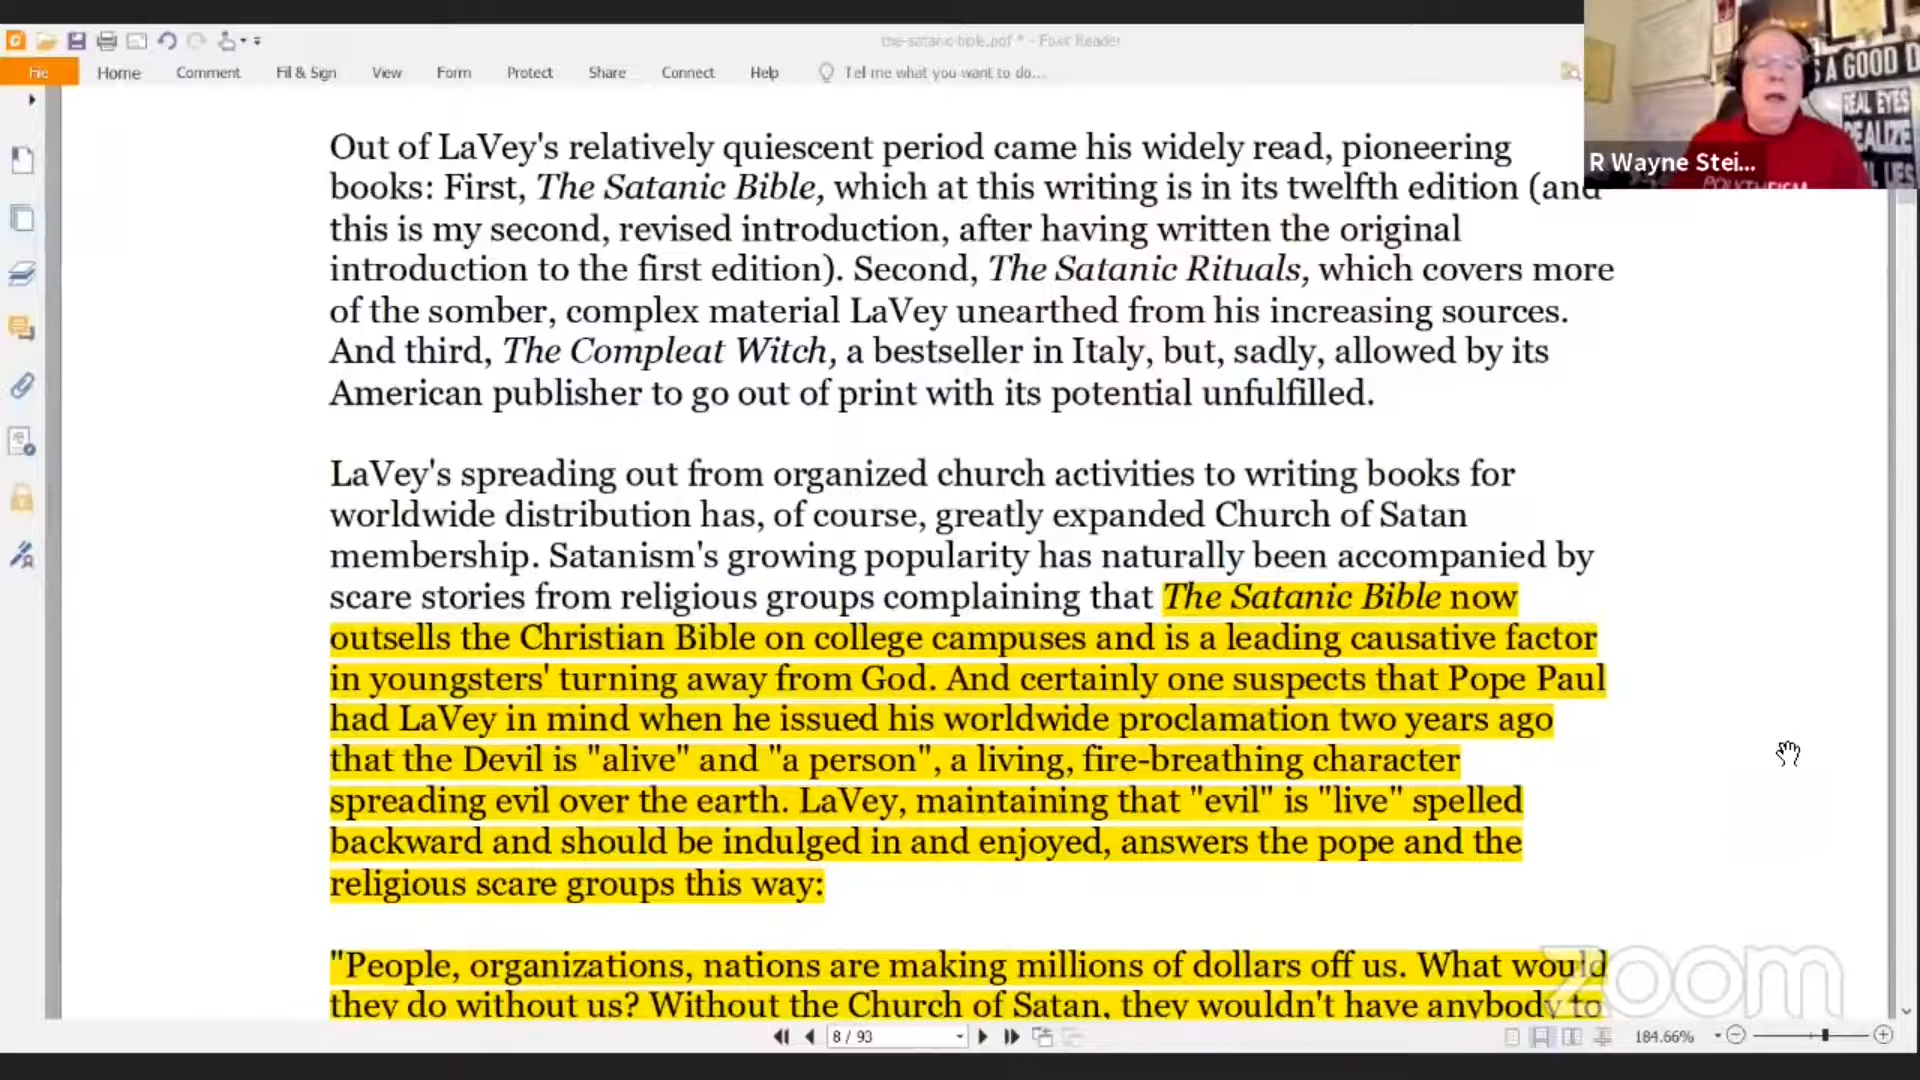 the-satanic-bible.pdf * - Foxit Reader
File Home Comment Fill & Sign View Form Protect Share Connect Help Tell me what you want to do...
Out of LaVey's relatively quiescent period came his widely read, pioneering
books: First, The Satanic Bible, which at this writing is in its twelfth edition (and
this is my second, revised introduction, after having written the original
introduction to the first edition). Second, The Satanic Rituals, which covers more
of the somber, complex material LaVey unearthed from his increasing sources.
And third, The Compleat Witch, a bestseller in Italy, but, sadly, allowed by its
American publisher to go out of print with its potential unfulfilled.
LaVey's spreading out from organized church activities to writing books for
worldwide distribution has, of course, greatly expanded Church of Satan
membership. Satanism's growing popularity has naturally been accompanied by
scare stories from religious groups complaining that The Satanic Bible now
outsells the Christian Bible on college campuses and is a leading causative factor
in youngsters' turning away from God. And certainly one suspects that Pope Paul
had LaVey in mind when he issued his worldwide proclamation two years ago
that the Devil is "alive" and "a person", a living, fire-breathing character
spreading evil over the earth. LaVey, maintaining that "evil" is "live" spelled
backward and should be indulged in and enjoyed, answers the pope and the
religious scare groups this way:
"People, organizations, nations are making millions of dollars off us. What would
they do without us? Without the Church of Satan, they wouldn't have anybody to
A GOOD D
REAL EYES
REALIZE
LIES
R Wayne Stei...
POLYTHEISM
zoom
8 / 93
184.66%